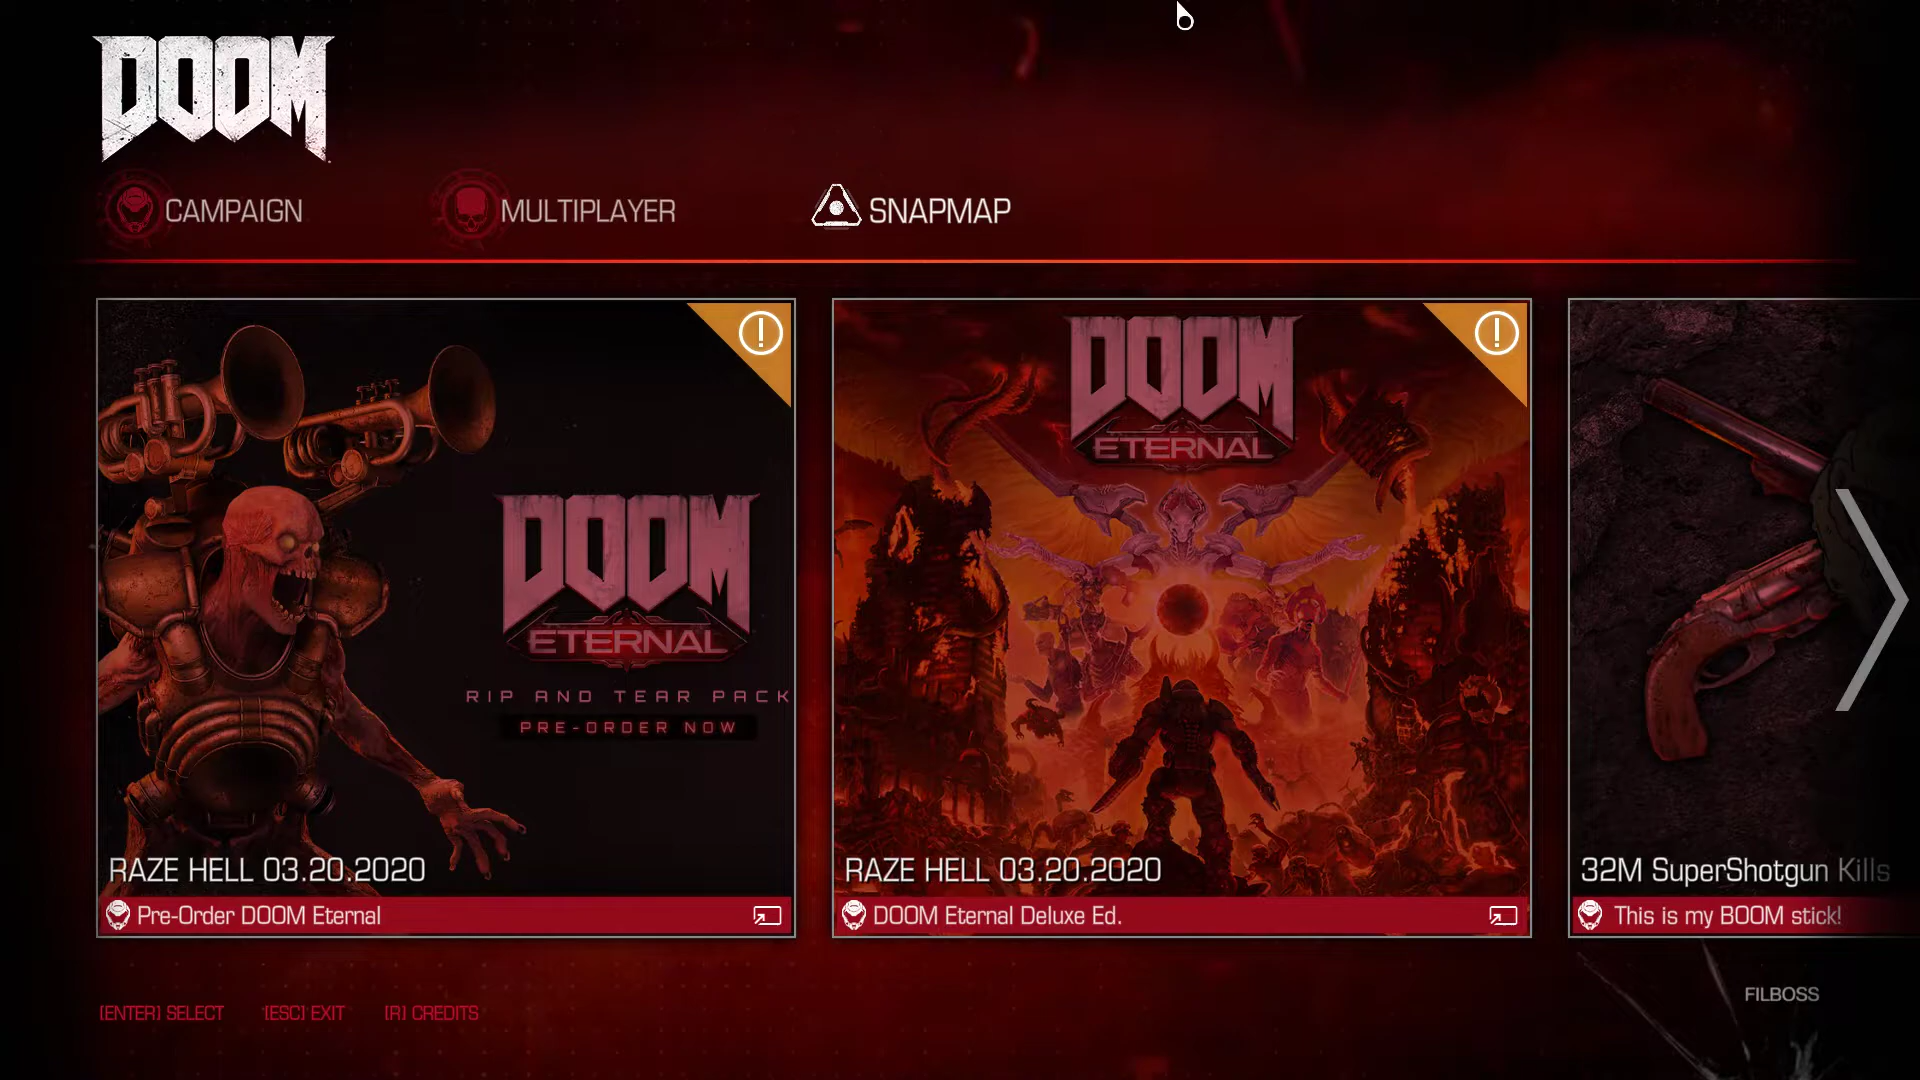 DOOM
CAMPAIGN
MULTIPLAYER
SNAPMAP
DOOM
ETERNAL
RIP AND TEAR PACK
PRE-ORDER NOW
RAZE HELL 03.20.2020
Pre-Order DOOM Eternal
DOOM
ETERNAL
RAZE HELL 03.20.2020
DOOM Eternal Deluxe Ed.
32M SuperShotgun Kills
This is my BOOM stick!
FILBOSS
[ENTER] SELECT
[ESC] EXIT
[R] CREDITS